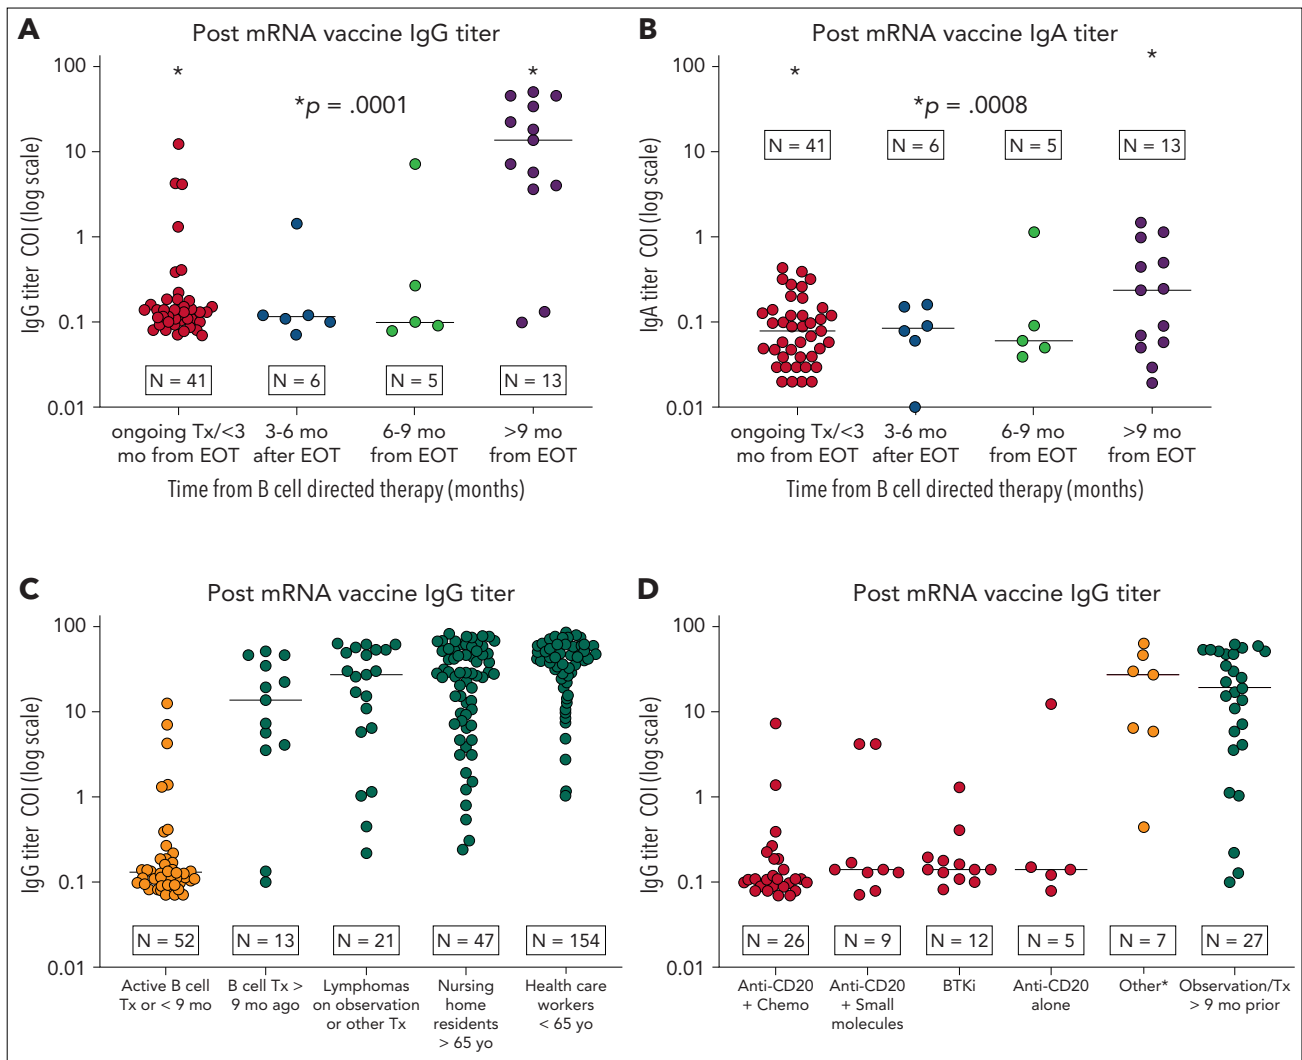 A
Post mRNA vaccine IgG titer
IgG titer COI (log scale)
100
10
1
0.1
0.01
*
*
*p = .0001
N = 41
N = 6
N = 5
N = 13
ongoing Tx/<3
mo from EOT
3-6 mo
after EOT
6-9 mo
from EOT
>9 mo
from EOT
Time from B cell directed therapy (months)
B
Post mRNA vaccine IgA titer
IgA titer COI (log scale)
100
10
1
0.1
0.01
*
*
*p = .0008
N = 41
N = 6
N = 5
N = 13
ongoing Tx/<3
mo from EOT
3-6 mo
after EOT
6-9 mo
from EOT
>9 mo
from EOT
Time from B cell directed therapy (months)
C
Post mRNA vaccine IgG titer
IgG titer COI (log scale)
100
10
1
0.1
0.01
N = 52
N = 13
N = 21
N = 47
N = 154
Active B cell
Tx or < 9 mo
B cell Tx >
9 mo ago
Lymphomas
on observation
or other Tx
Nursing
home
residents
> 65 yo
Health care
workers
< 65 yo
D
Post mRNA vaccine IgG titer
IgG titer COI (log scale)
100
10
1
0.1
0.01
N = 26
N = 9
N = 12
N = 5
N = 7
N = 27
Anti-CD20
+ Chemo
Anti-CD20
+ Small
molecules
BTKi
Anti-CD20
alone
Other*
Observation/Tx
> 9 mo prior